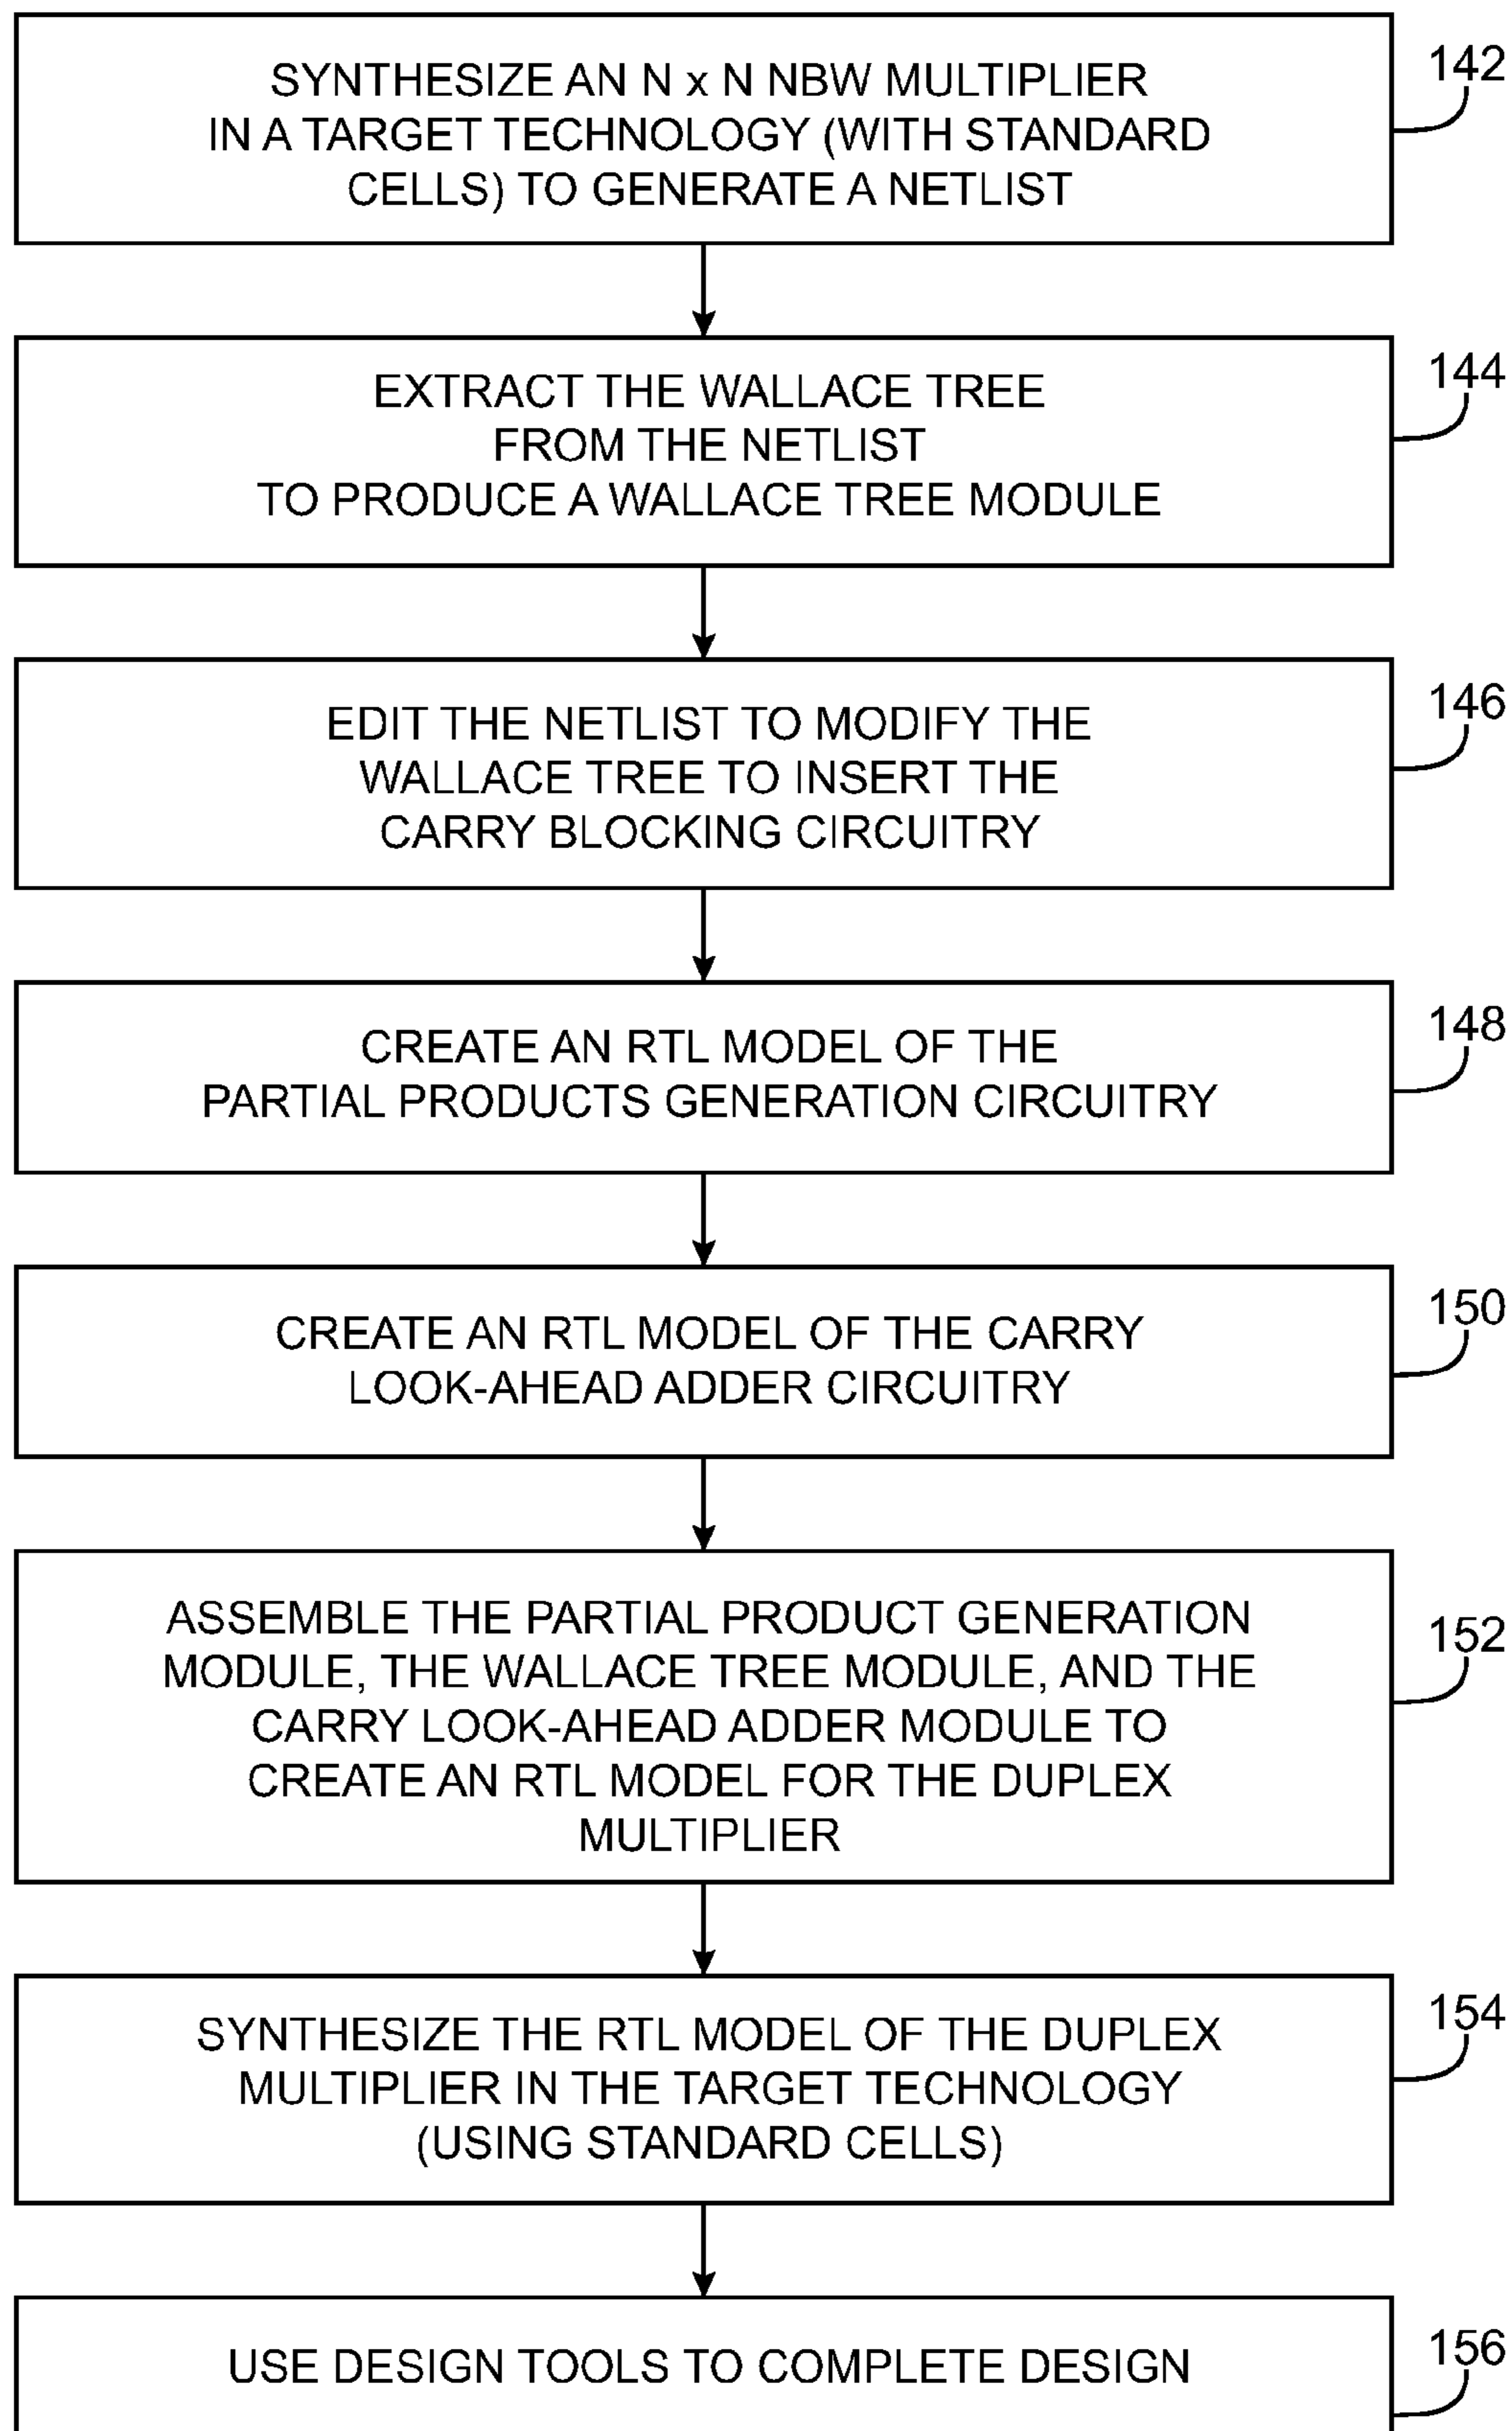 SYNTHESIZE AN N x N NBW MULTIPLIER
IN A TARGET TECHNOLOGY (WITH STANDARD
CELLS) TO GENERATE A NETLIST
142
EXTRACT THE WALLACE TREE
FROM THE NETLIST
TO PRODUCE A WALLACE TREE MODULE
144
EDIT THE NETLIST TO MODIFY THE
WALLACE TREE TO INSERT THE
CARRY BLOCKING CIRCUITRY
146
CREATE AN RTL MODEL OF THE
PARTIAL PRODUCTS GENERATION CIRCUITRY
148
CREATE AN RTL MODEL OF THE CARRY
LOOK-AHEAD ADDER CIRCUITRY
150
ASSEMBLE THE PARTIAL PRODUCT GENERATION
MODULE, THE WALLACE TREE MODULE, AND THE
CARRY LOOK-AHEAD ADDER MODULE TO
CREATE AN RTL MODEL FOR THE DUPLEX
MULTIPLIER
152
SYNTHESIZE THE RTL MODEL OF THE DUPLEX
MULTIPLIER IN THE TARGET TECHNOLOGY
(USING STANDARD CELLS)
154
USE DESIGN TOOLS TO COMPLETE DESIGN
156